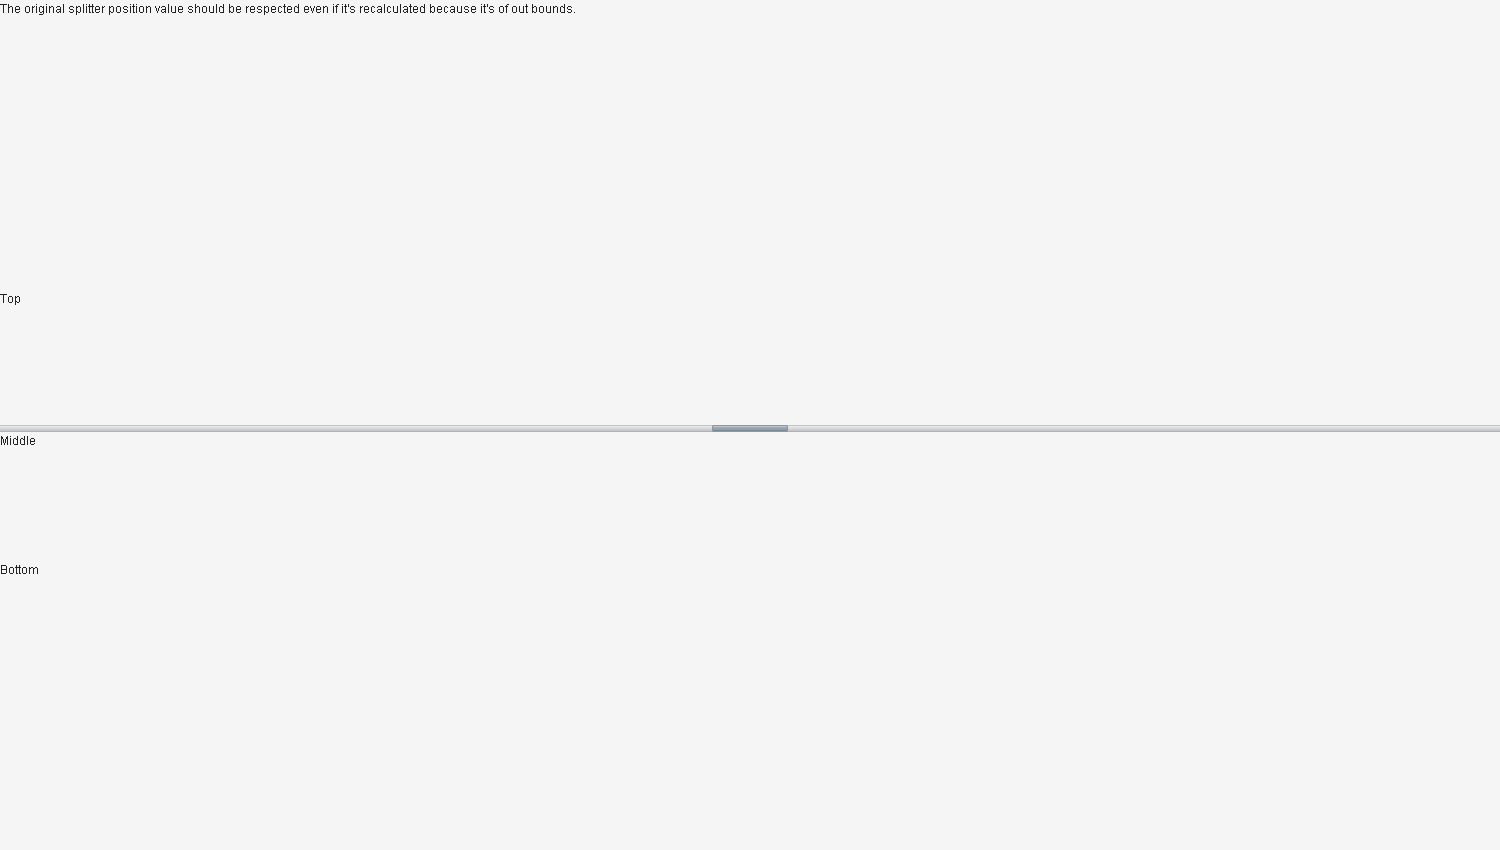 The original splitter position value should be respected even if it's recalculated because it's of out bounds.
Top
Middle
Bottom